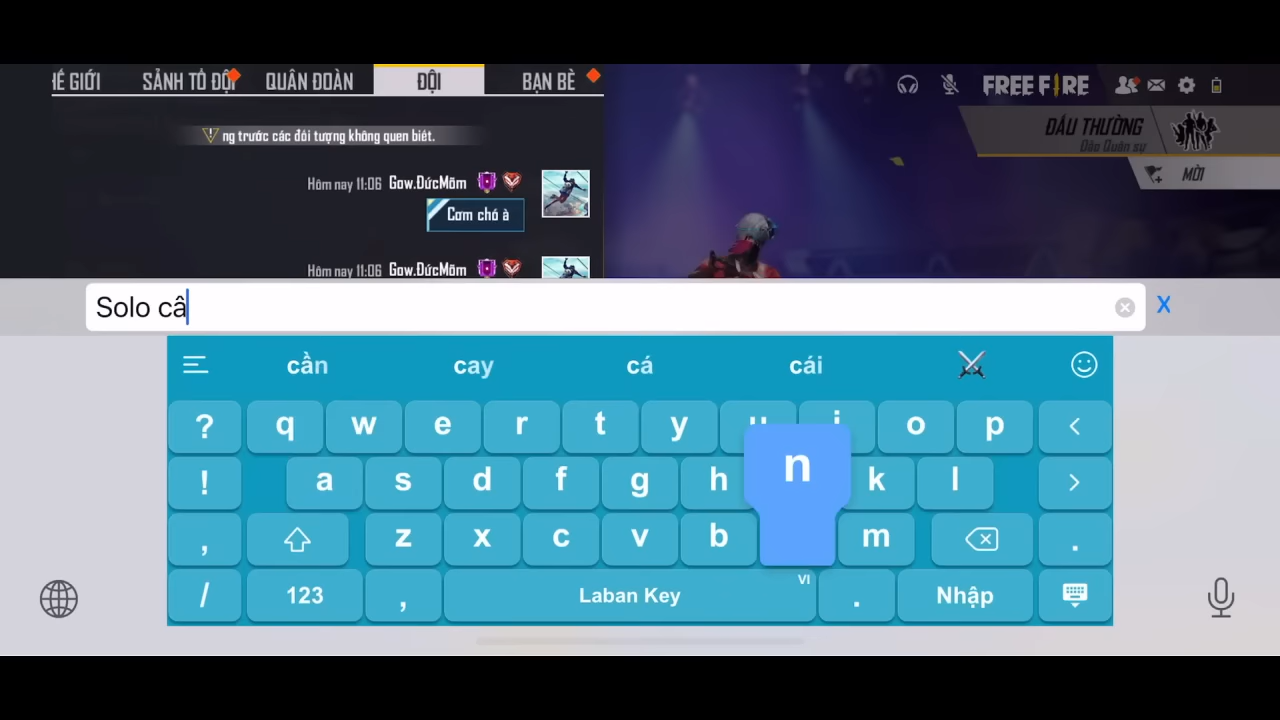 HẾ GIỚI SẢNH TỔ ĐỘI QUÂN ĐOÀN ĐỘI BẠN BÈ
FREE FIRE
ng trước các đối tượng không quen biết.
ĐẤU THƯỜNG
Đảo Quân sự
MỜI
Hôm nay 11:06 Gow.ĐứcMõm
Cơm chó à
Hôm nay 11:06 Gow.ĐứcMõm
Solo câ
X
cần cay cá cái
? q w e r t y u i o p <
! a s d f g h n k l >
, z x c v b m .
/ 123 , Laban Key VI . Nhập